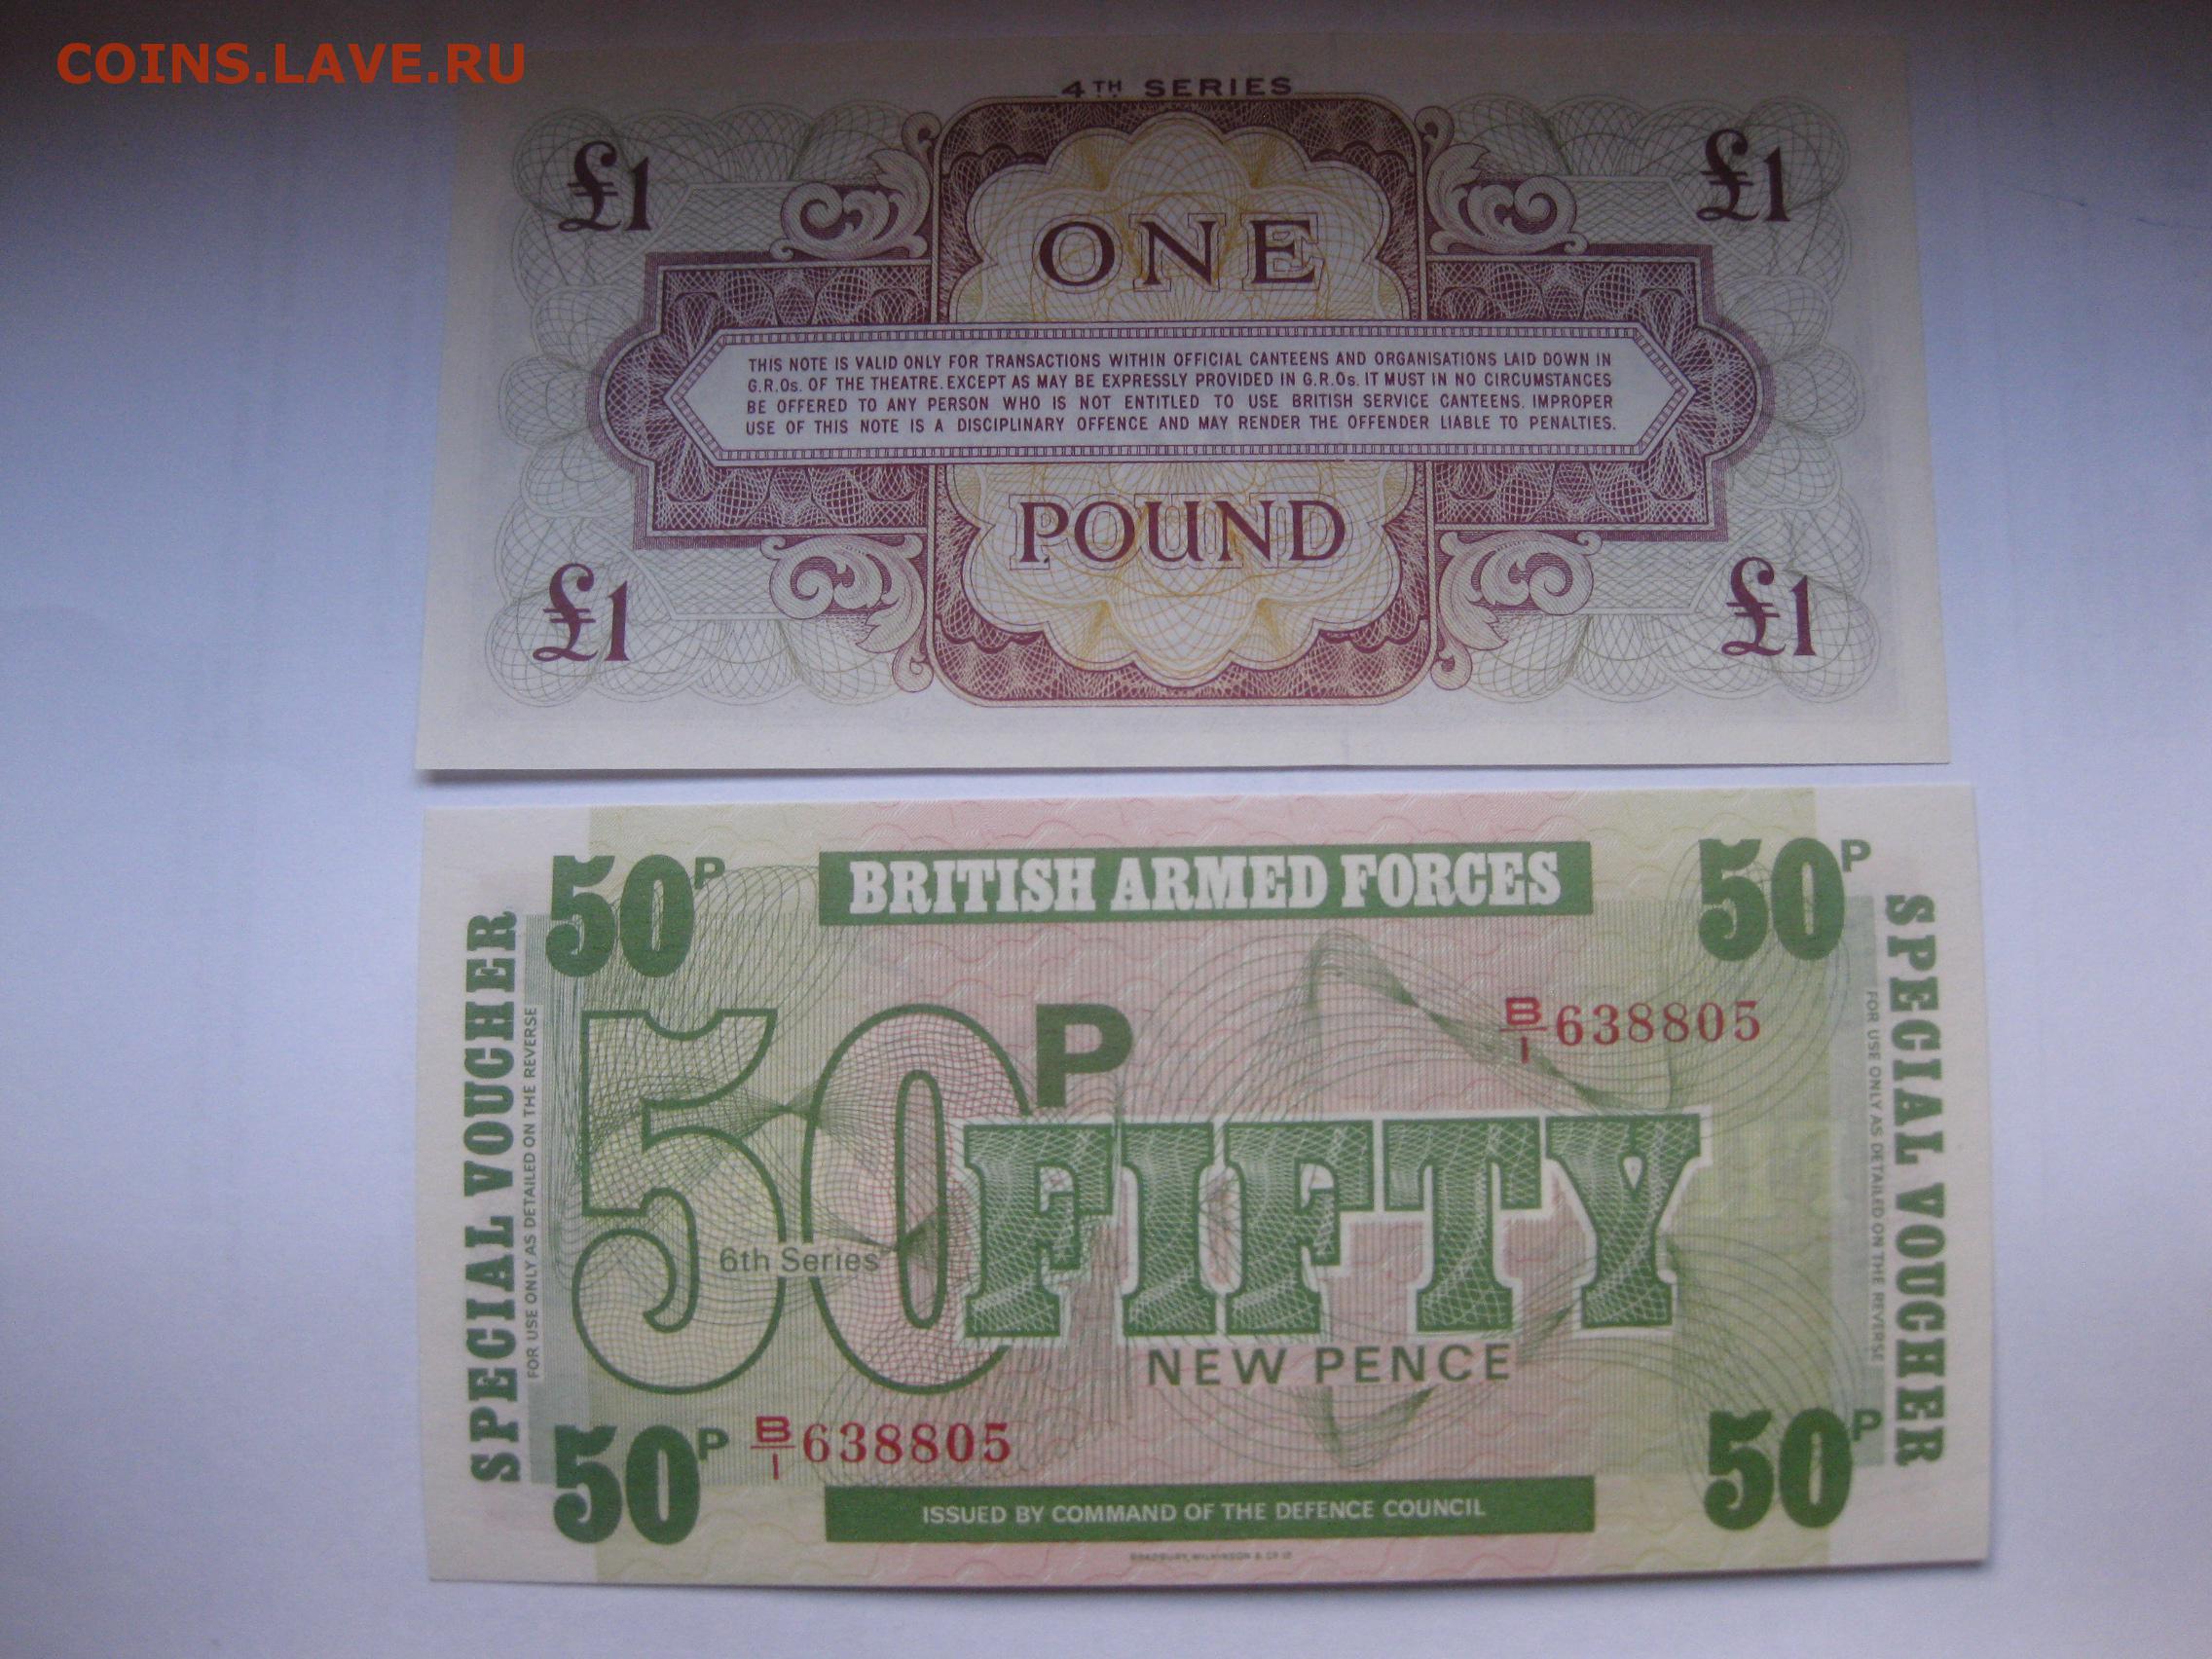 COINS.LAVE.RU
4TH SERIES
£1 £1
ONE
THIS NOTE IS VALID ONLY FOR TRANSACTIONS WITHIN OFFICIAL CANTEENS AND ORGANISATIONS LAID DOWN IN
G.R.Os. OF THE THEATRE. EXCEPT AS MAY BE EXPRESSLY PROVIDED IN G.R.Os. IT MUST IN NO CIRCUMSTANCES
BE OFFERED TO ANY PERSON WHO IS NOT ENTITLED TO USE BRITISH SERVICE CANTEENS. IMPROPER
USE OF THIS NOTE IS A DISCIPLINARY OFFENCE AND MAY RENDER THE OFFENDER LIABLE TO PENALTIES.
POUND
£1 £1
50P BRITISH ARMED FORCES 50P
SPECIAL VOUCHER
FOR USE ONLY AS DETAILED ON THE REVERSE
B/1 638805
50P
FIFTY
6th Series
NEW PENCE
SPECIAL VOUCHER
FOR USE ONLY AS DETAILED ON THE REVERSE
50P B/1 638805 50P
ISSUED BY COMMAND OF THE DEFENCE COUNCIL
BRADBURY, WILKINSON & Co Ld